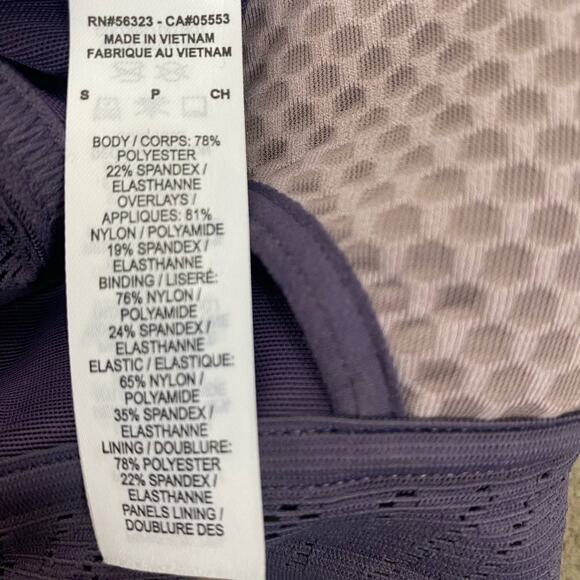 RN#56323 - CA#05553
MADE IN VIETNAM
FABRIQUE AU VIETNAM
S P CH
BODY / CORPS: 78%
POLYESTER
22% SPANDEX /
ELASTHANNE
OVERLAYS /
APPLIQUES: 81%
NYLON / POLYAMIDE
19% SPANDEX /
ELASTHANNE
BINDING / LISERÉ:
76% NYLON /
POLYAMIDE
24% SPANDEX /
ELASTHANNE
ELASTIC / ELASTIQUE:
65% NYLON /
POLYAMIDE
35% SPANDEX /
ELASTHANNE
LINING / DOUBLURE:
78% POLYESTER
22% SPANDEX /
ELASTHANNE
PANELS LINING /
DOUBLURE DES